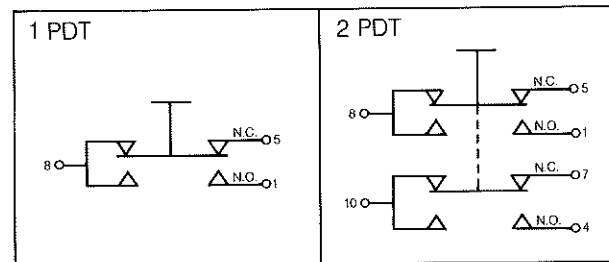 1 PDT
N.C. 5
8
N.O. 1
2 PDT
N.C. 5
8
N.O. 1
N.C. 7
10
N.O. 4